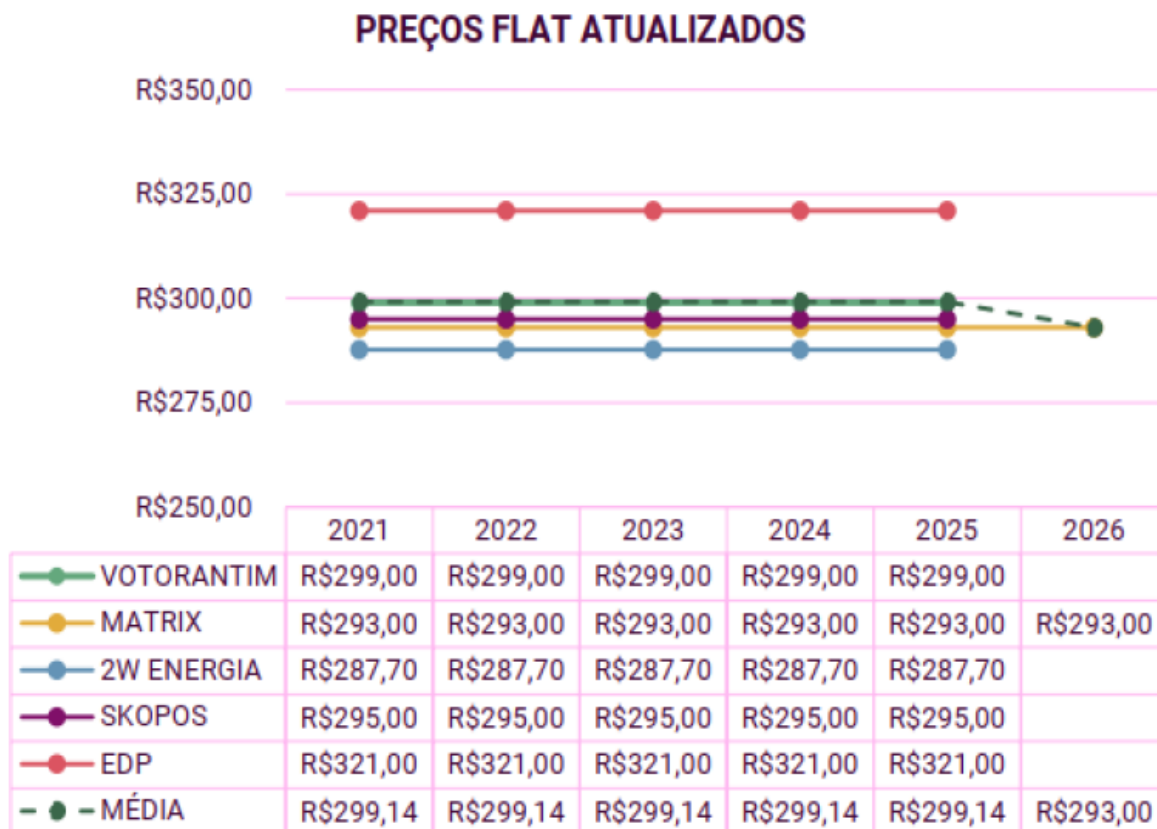 PREÇOS FLAT ATUALIZADOS
R$350,00
R$325,00
R$300,00
R$275,00
R$250,00
2021 2022 2023 2024 2025 2026
VOTORANTIM R$299,00 R$299,00 R$299,00 R$299,00 R$299,00
MATRIX R$293,00 R$293,00 R$293,00 R$293,00 R$293,00 R$293,00
2W ENERGIA R$287,70 R$287,70 R$287,70 R$287,70 R$287,70
SKOPOS R$295,00 R$295,00 R$295,00 R$295,00 R$295,00
EDP R$321,00 R$321,00 R$321,00 R$321,00 R$321,00
MÉDIA R$299,14 R$299,14 R$299,14 R$299,14 R$299,14 R$293,00